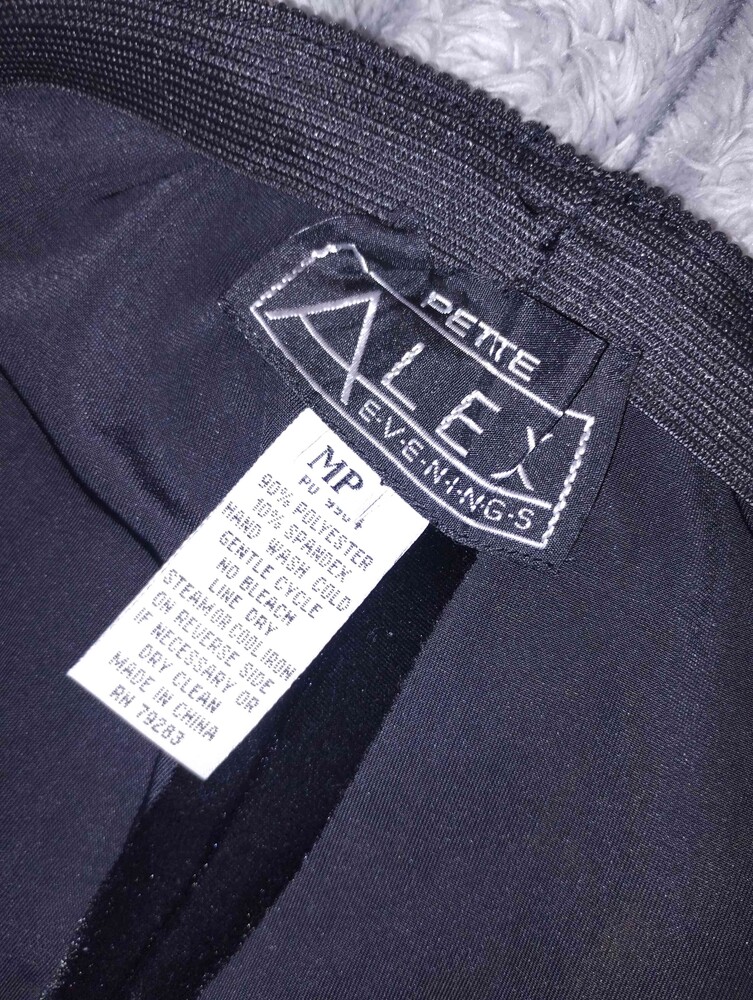 PETITE
ALEX
E·V·E·N·I·N·G·S
MP
PU
90% POLYESTER
10% SPANDEX
HAND WASH COLD
GENTLE CYCLE
NO BLEACH
LINE DRY
STEAM OR COOL IRON
ON REVERSE SIDE
IF NECESSARY OR
DRY CLEAN
MADE IN CHINA
RN 79283